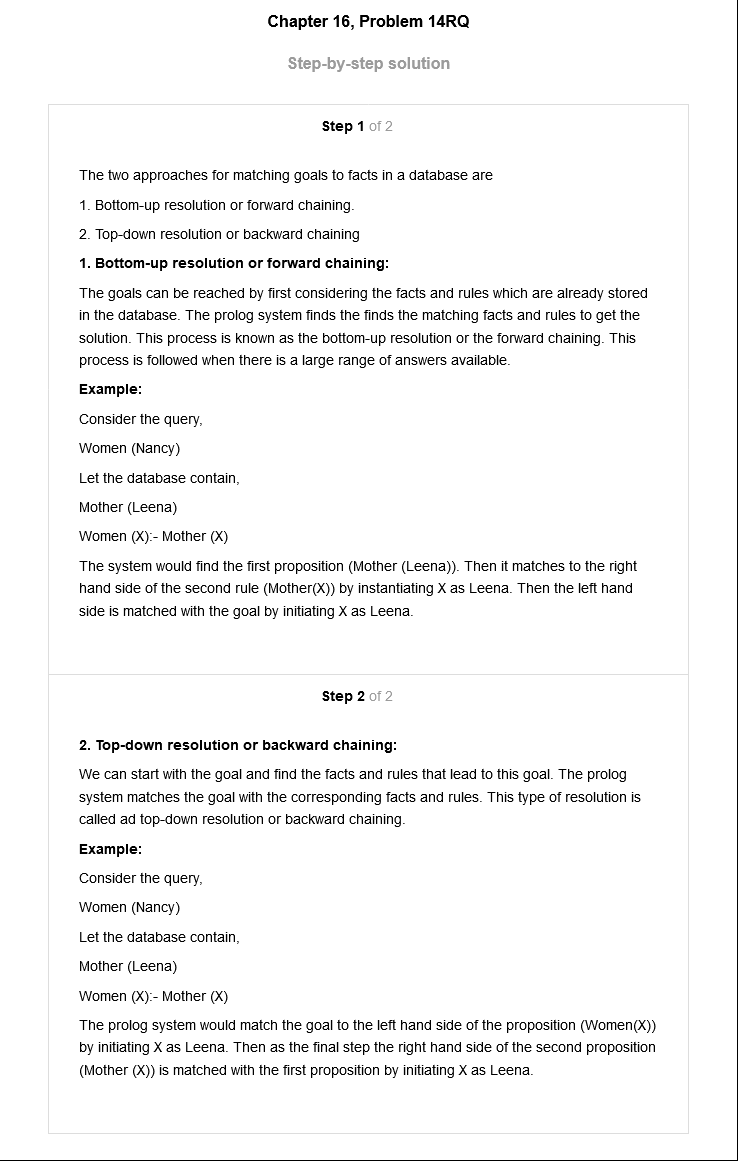 Chapter 16, Problem 14RQ
Step-by-step solution
Step 1 of 2
The two approaches for matching goals to facts in a database are
1. Bottom-up resolution or forward chaining.
2. Top-down resolution or backward chaining
1. Bottom-up resolution or forward chaining:
The goals can be reached by first considering the facts and rules which are already stored
in the database. The prolog system finds the finds the matching facts and rules to get the
solution. This process is known as the bottom-up resolution or the forward chaining. This
process is followed when there is a large range of answers available.
Example:
Consider the query,
Women (Nancy)
Let the database contain,
Mother (Leena)
Women (X):- Mother (X)
The system would find the first proposition (Mother (Leena)). Then it matches to the right
hand side of the second rule (Mother(X)) by instantiating X as Leena. Then the left hand
side is matched with the goal by initiating X as Leena.
Step 2 of 2
2. Top-down resolution or backward chaining:
We can start with the goal and find the facts and rules that lead to this goal. The prolog
system matches the goal with the corresponding facts and rules. This type of resolution is
called ad top-down resolution or backward chaining.
Example:
Consider the query,
Women (Nancy)
Let the database contain,
Mother (Leena)
Women (X):- Mother (X)
The prolog system would match the goal to the left hand side of the proposition (Women(X))
by initiating X as Leena. Then as the final step the right hand side of the second proposition
(Mother (X)) is matched with the first proposition by initiating X as Leena.